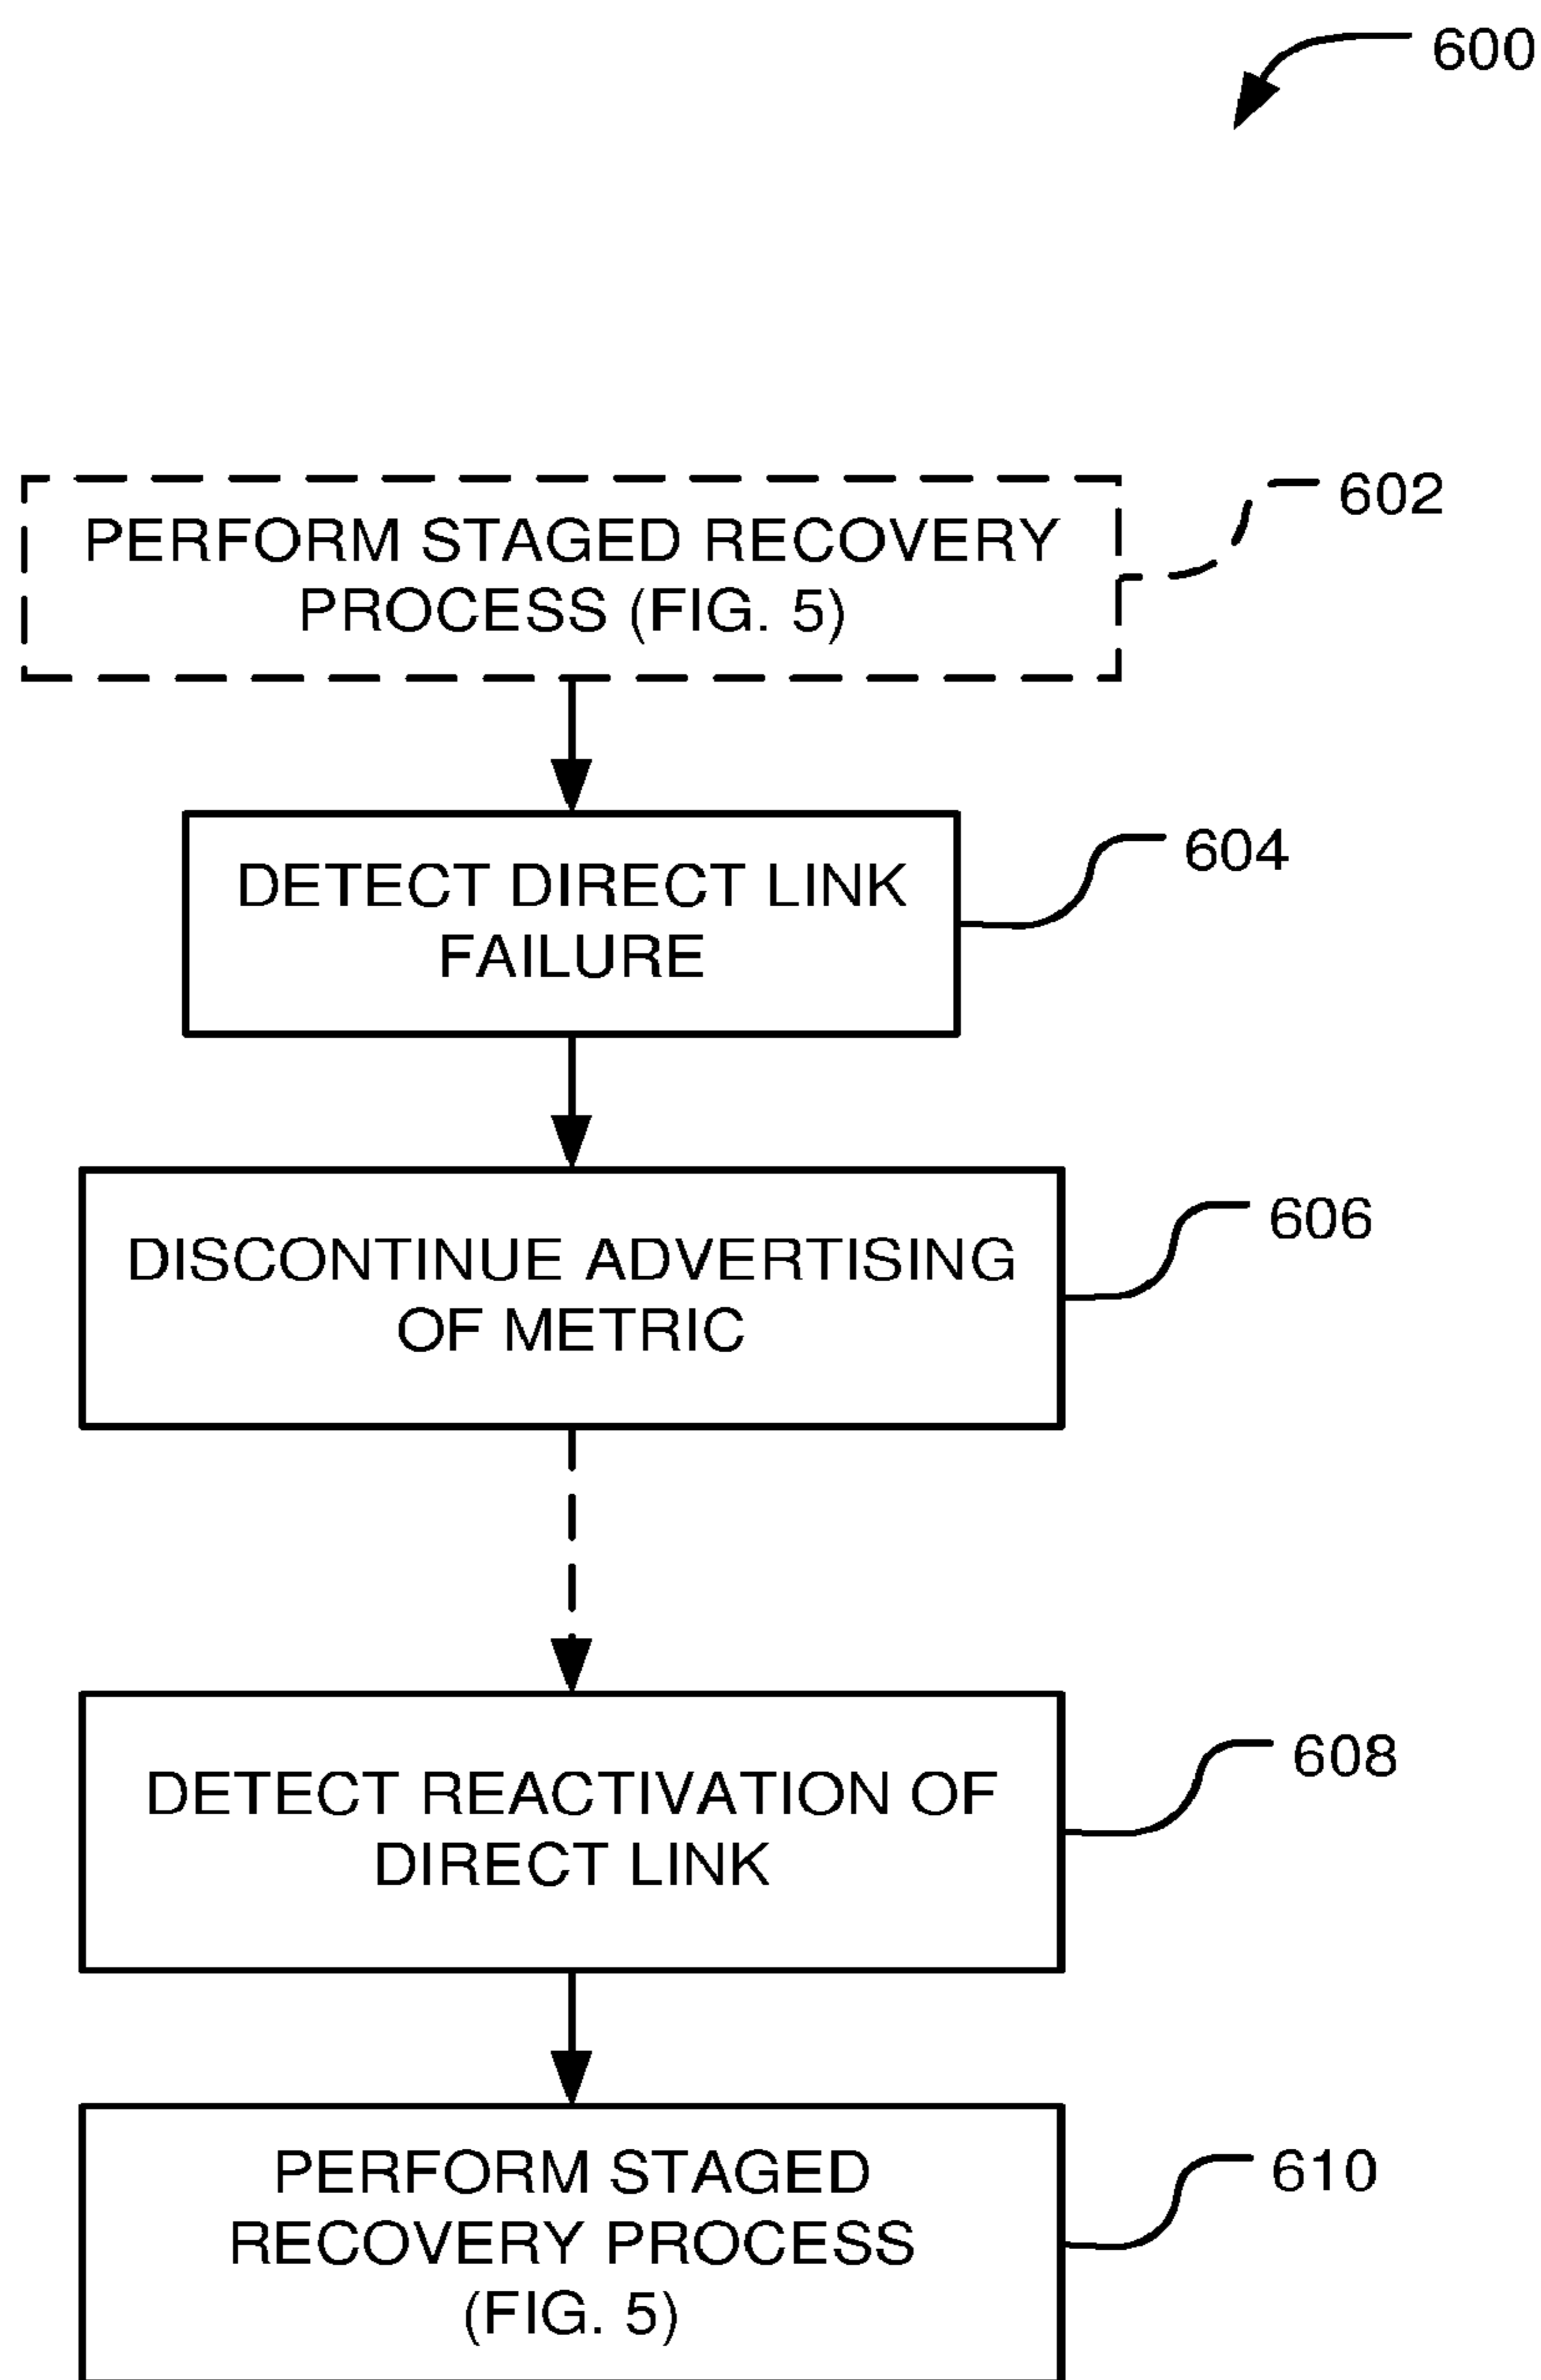 600
PERFORM STAGED RECOVERY
PROCESS (FIG. 5)
602
DETECT DIRECT LINK
FAILURE
604
DISCONTINUE ADVERTISING
OF METRIC
606
DETECT REACTIVATION OF
DIRECT LINK
608
PERFORM STAGED
RECOVERY PROCESS
(FIG. 5)
610